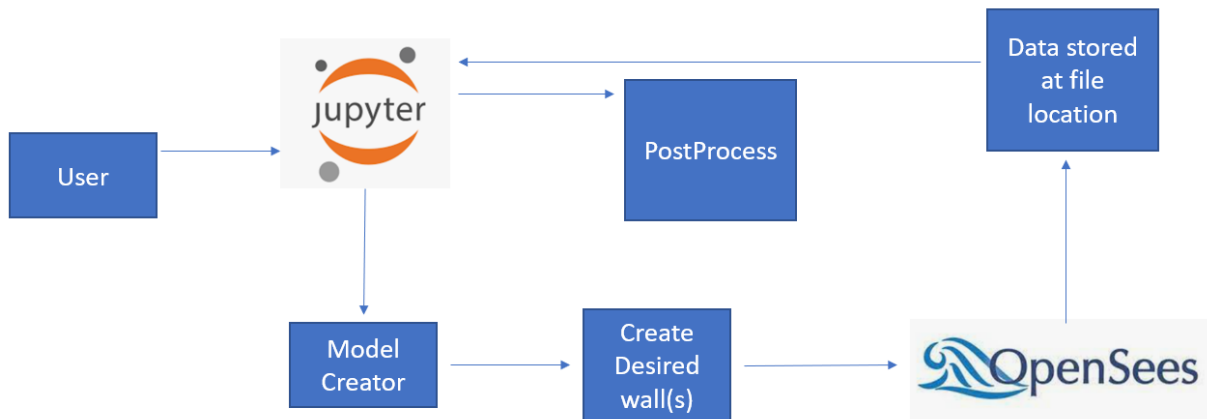 User
jupyter
PostProcess
Data stored
at file
location
Model
Creator
Create
Desired
wall(s)
OpenSees